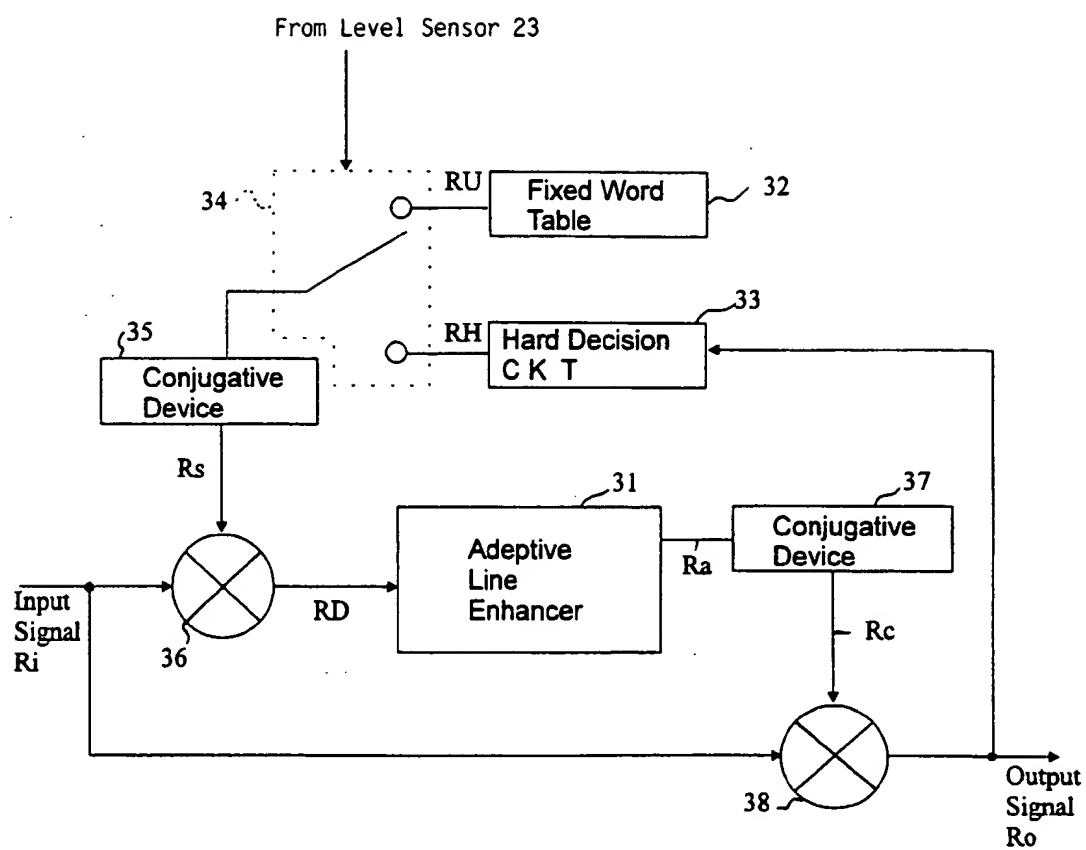 From Level Sensor 23
34
RU
Fixed Word
Table
32
35
Conjugative
Device
RH
Hard Decision
C K T
33
Rs
31
Adeptive
Line
Enhancer
Ra
37
Conjugative
Device
Input
Signal
Ri
36
RD
Rc
38
Output
Signal
Ro